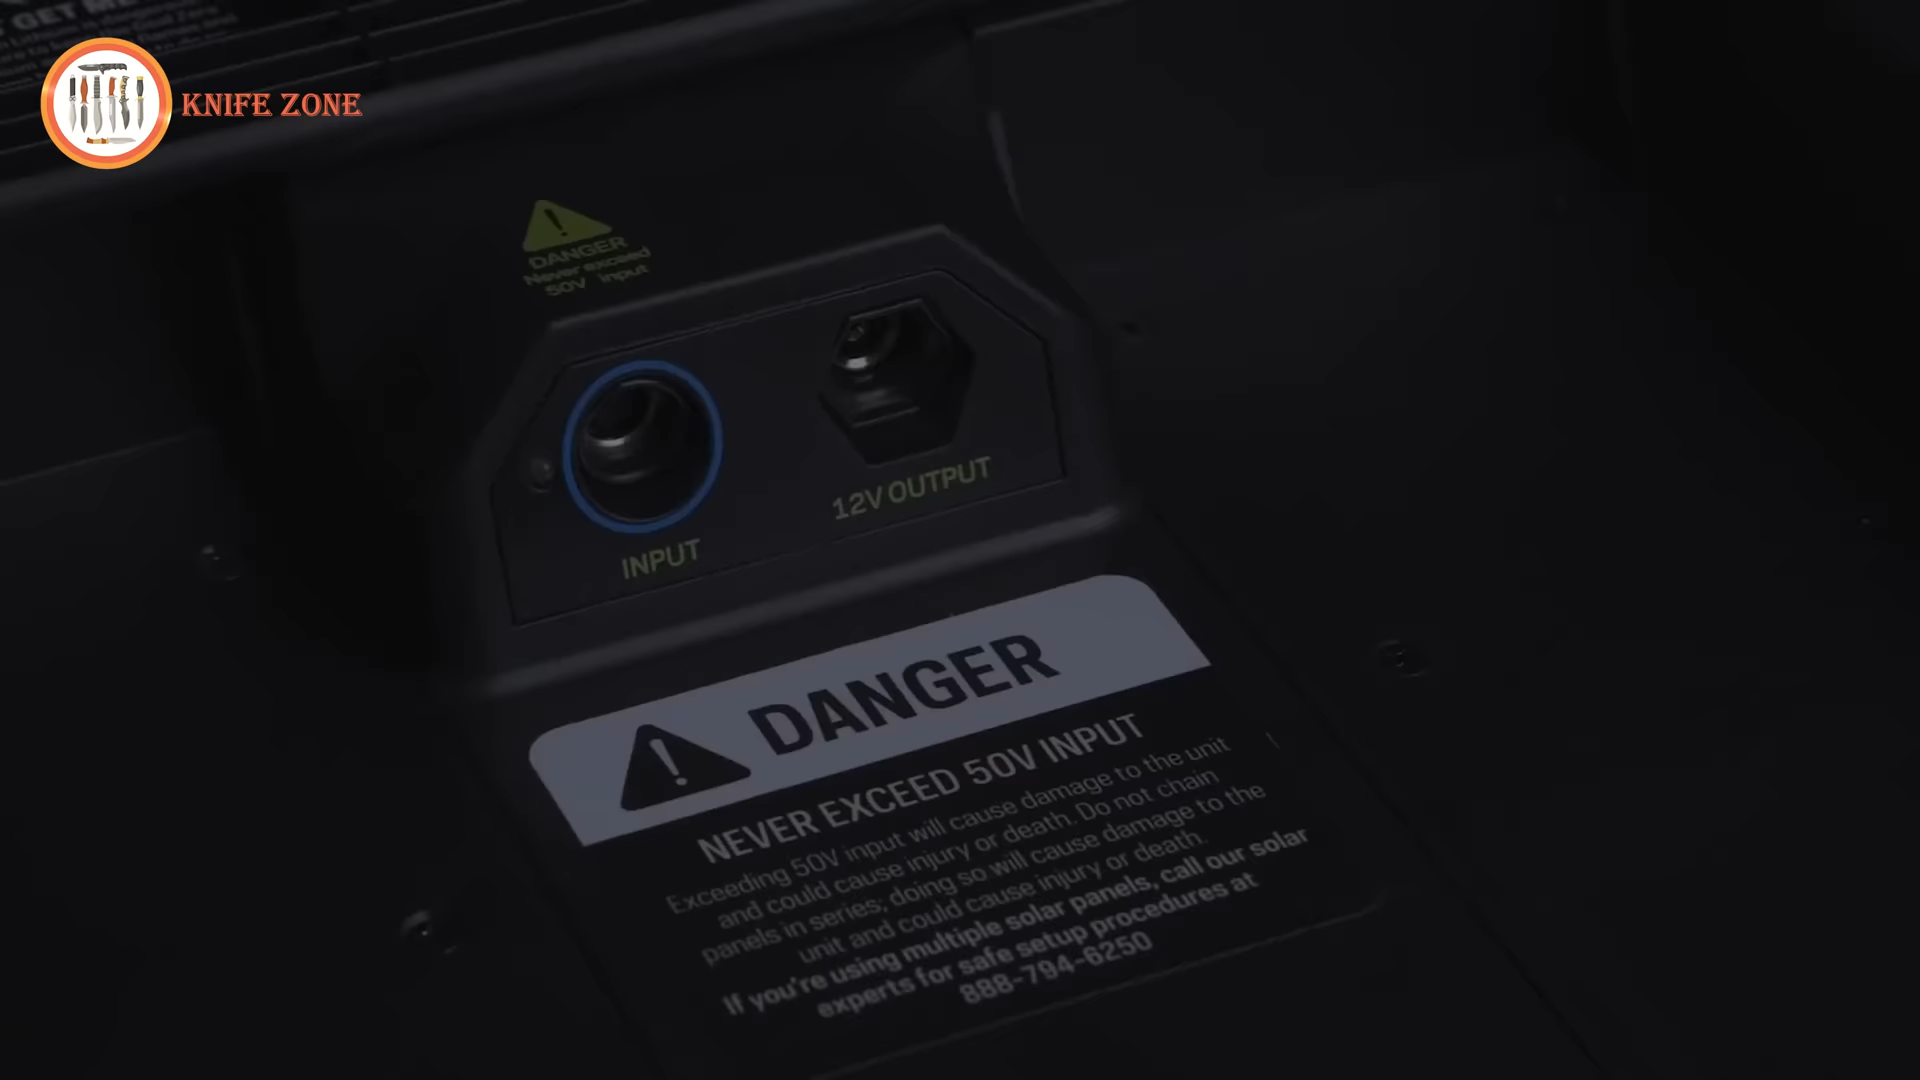 GET ME
KNIFE ZONE
DANGER
Never exceed
50V input
12V OUTPUT
INPUT
DANGER
NEVER EXCEED 50V INPUT
Exceeding 50V input will cause damage to the unit
and could cause injury or death. Do not chain
panels in series; doing so will cause damage to the
unit and could cause injury or death.
If you're using multiple solar panels, call our solar
experts for safe setup procedures at
888-794-6250